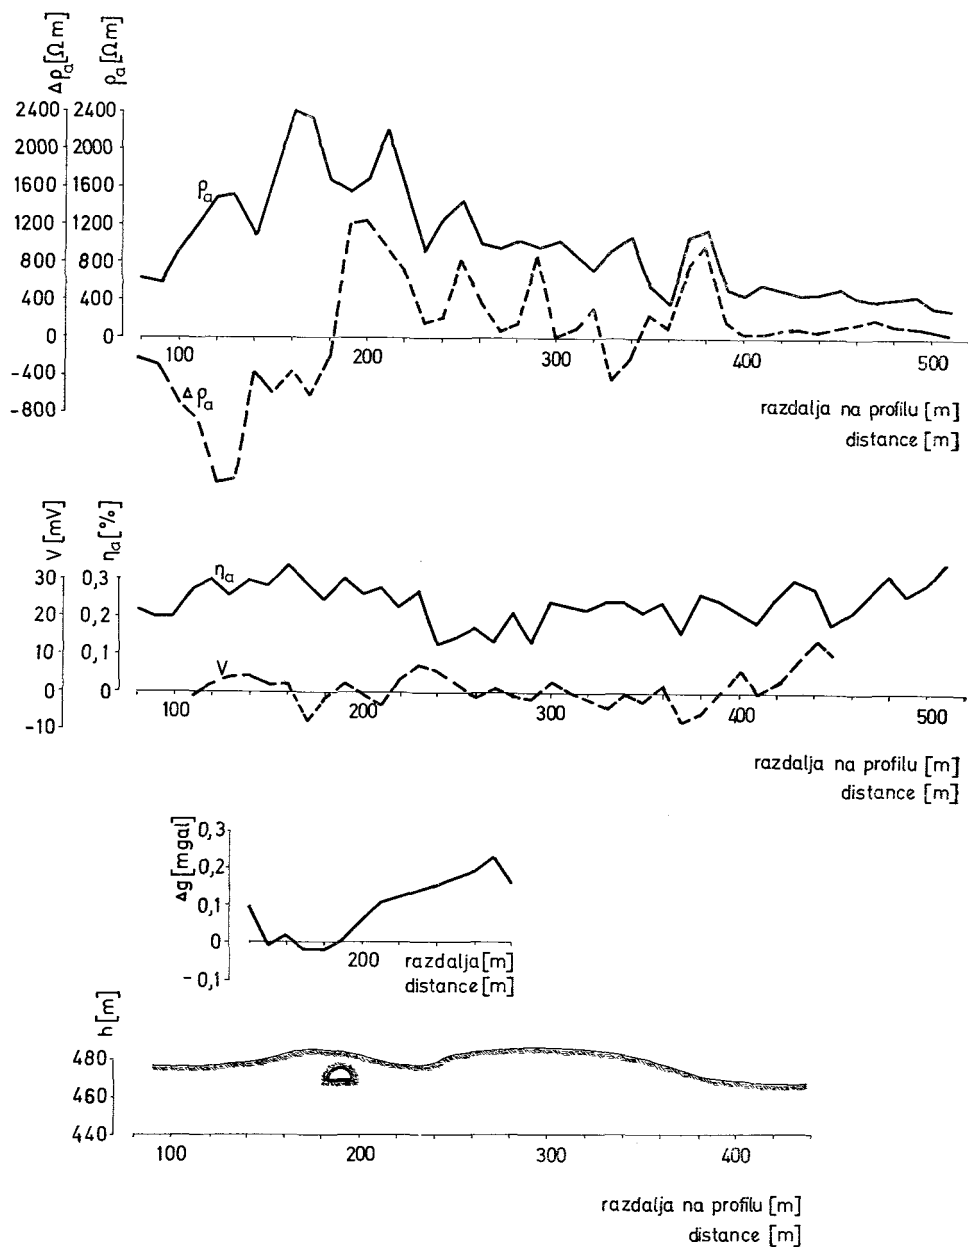 Δρₐ[Ωm] ρₐ[Ωm]
2400 2400
2000 2000
1600 1600
1200 1200
800 800
400 400
0 0
-400
-800
ρₐ
Δρₐ
100 200 300 400 500
razdalja na profilu [m]
distance [m]
V [mV] ηₐ[%]
30 0,3
20 0,2
10 0,1
0 0
-10
ηₐ
V
100 200 300 400 500
razdalja na profilu [m]
distance [m]
Δg [mgal]
0,3
0,2
0,1
0
-0,1
200 razdalja[m]
distance [m]
h[m]
480
460
440
100 200 300 400
razdalja na profilu [m]
distance [m]